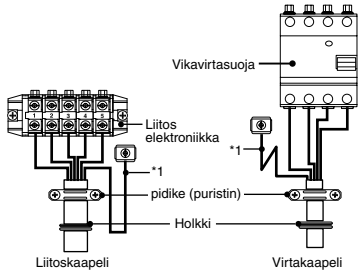 Vikavirtasuoja
1 2 3 4 5
Liitos
elektroniikka
*1
*1
pidike (puristin)
Holkki
Liitoskaapeli
Virtakaapeli